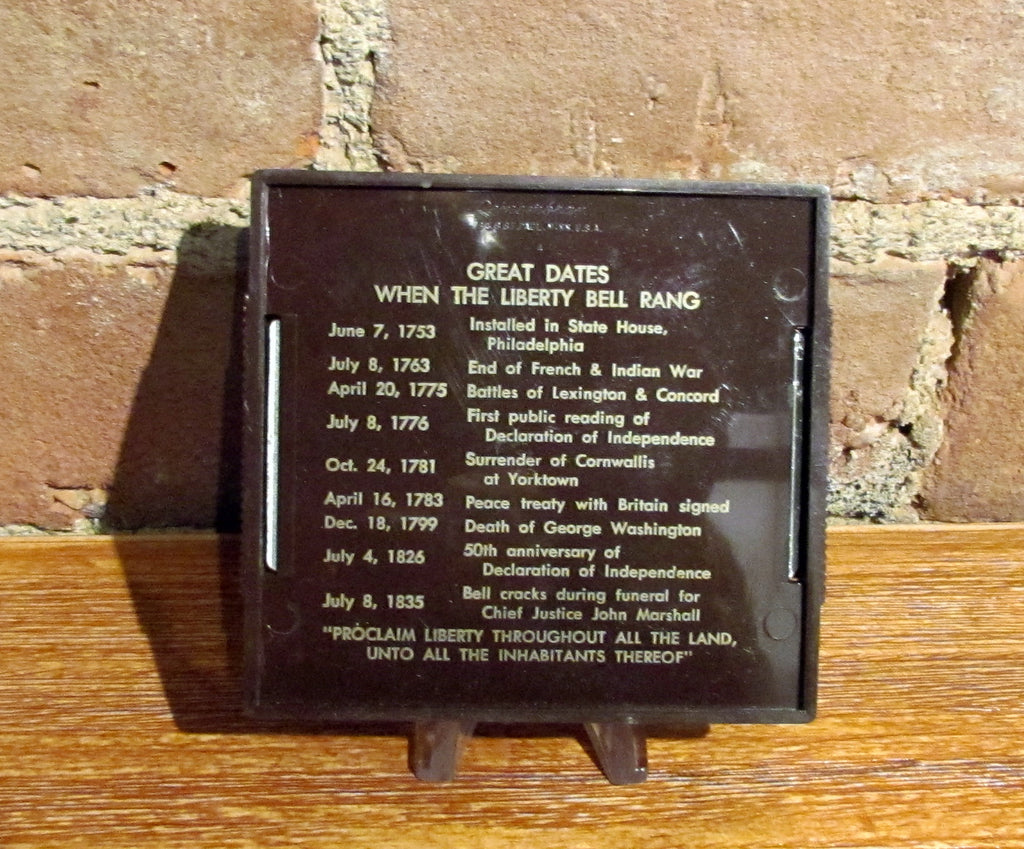 GREAT DATES
WHEN THE LIBERTY BELL RANG
June 7, 1753 Installed in State House,
Philadelphia
July 8, 1763 End of French & Indian War
April 20, 1775 Battles of Lexington & Concord
July 8, 1776 First public reading of
Declaration of Independence
Oct. 24, 1781 Surrender of Cornwallis
at Yorktown
April 16, 1783 Peace treaty with Britain signed
Dec. 18, 1799 Death of George Washington
July 4, 1826 50th anniversary of
Declaration of Independence
July 8, 1835 Bell cracks during funeral for
Chief Justice John Marshall
"PROCLAIM LIBERTY THROUGHOUT ALL THE LAND,
UNTO ALL THE INHABITANTS THEREOF"